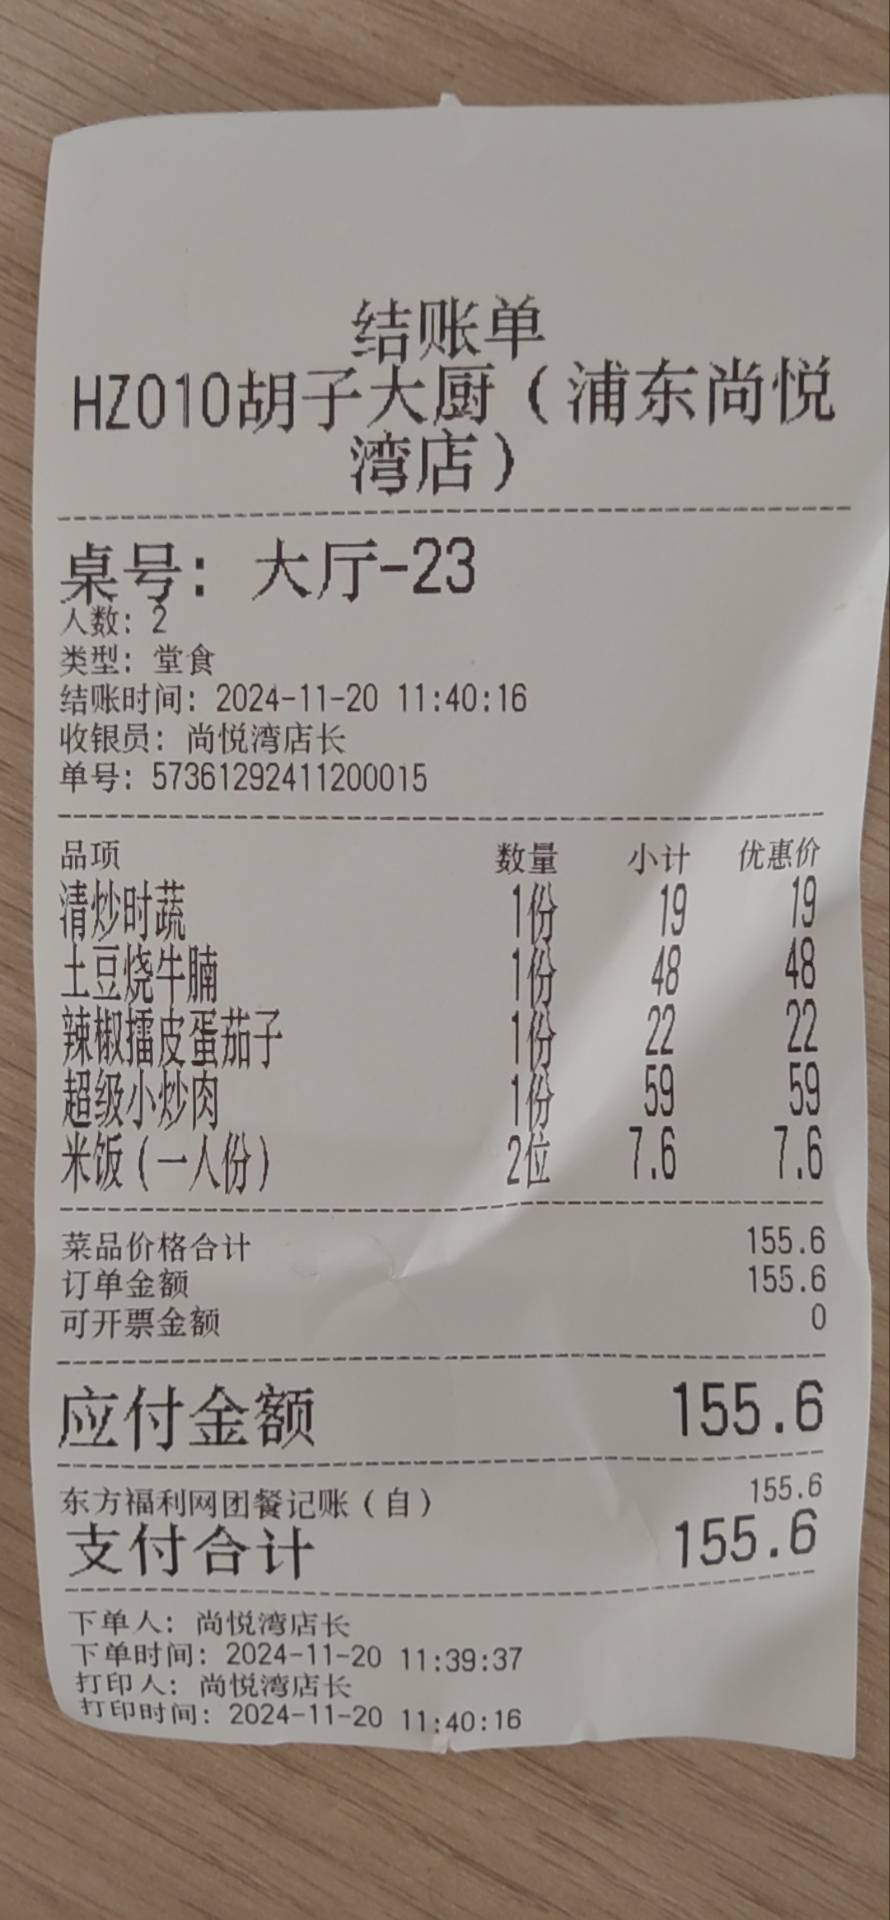 结账单
HZ010胡子大厨（浦东尚悦
湾店）
桌号：大厅-23
人数：2
类型：堂食
结账时间：2024-11-20 11:40:16
收银员：尚悦湾店长
单号：57361292411200015
品项 数量 小计 优惠价
清炒时蔬 1份 19 19
土豆烧牛腩 1份 48 48
辣椒擂皮蛋茄子 1份 22 22
超级小炒肉 1份 59 59
米饭（一人份） 2位 7.6 7.6
菜品价格合计 155.6
订单金额 155.6
可开票金额 0
应付金额 155.6
东方福利网团餐记账（自） 155.6
支付合计 155.6
下单人：尚悦湾店长
下单时间：2024-11-20 11:39:37
打印人：尚悦湾店长
打印时间：2024-11-20 11:40:16